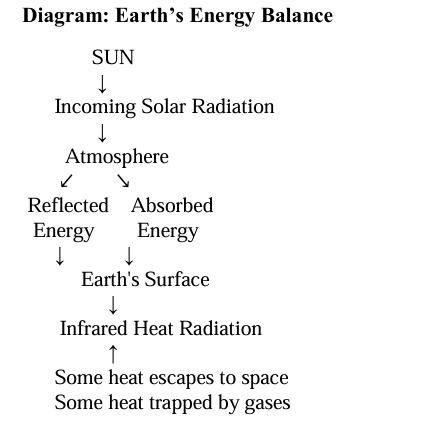 Diagram: Earth’s Energy Balance
SUN
↓
Incoming Solar Radiation
↓
Atmosphere
↙ ↘
Reflected Absorbed
Energy Energy
↓ ↓
Earth's Surface
↓
Infrared Heat Radiation
↑
Some heat escapes to space
Some heat trapped by gases